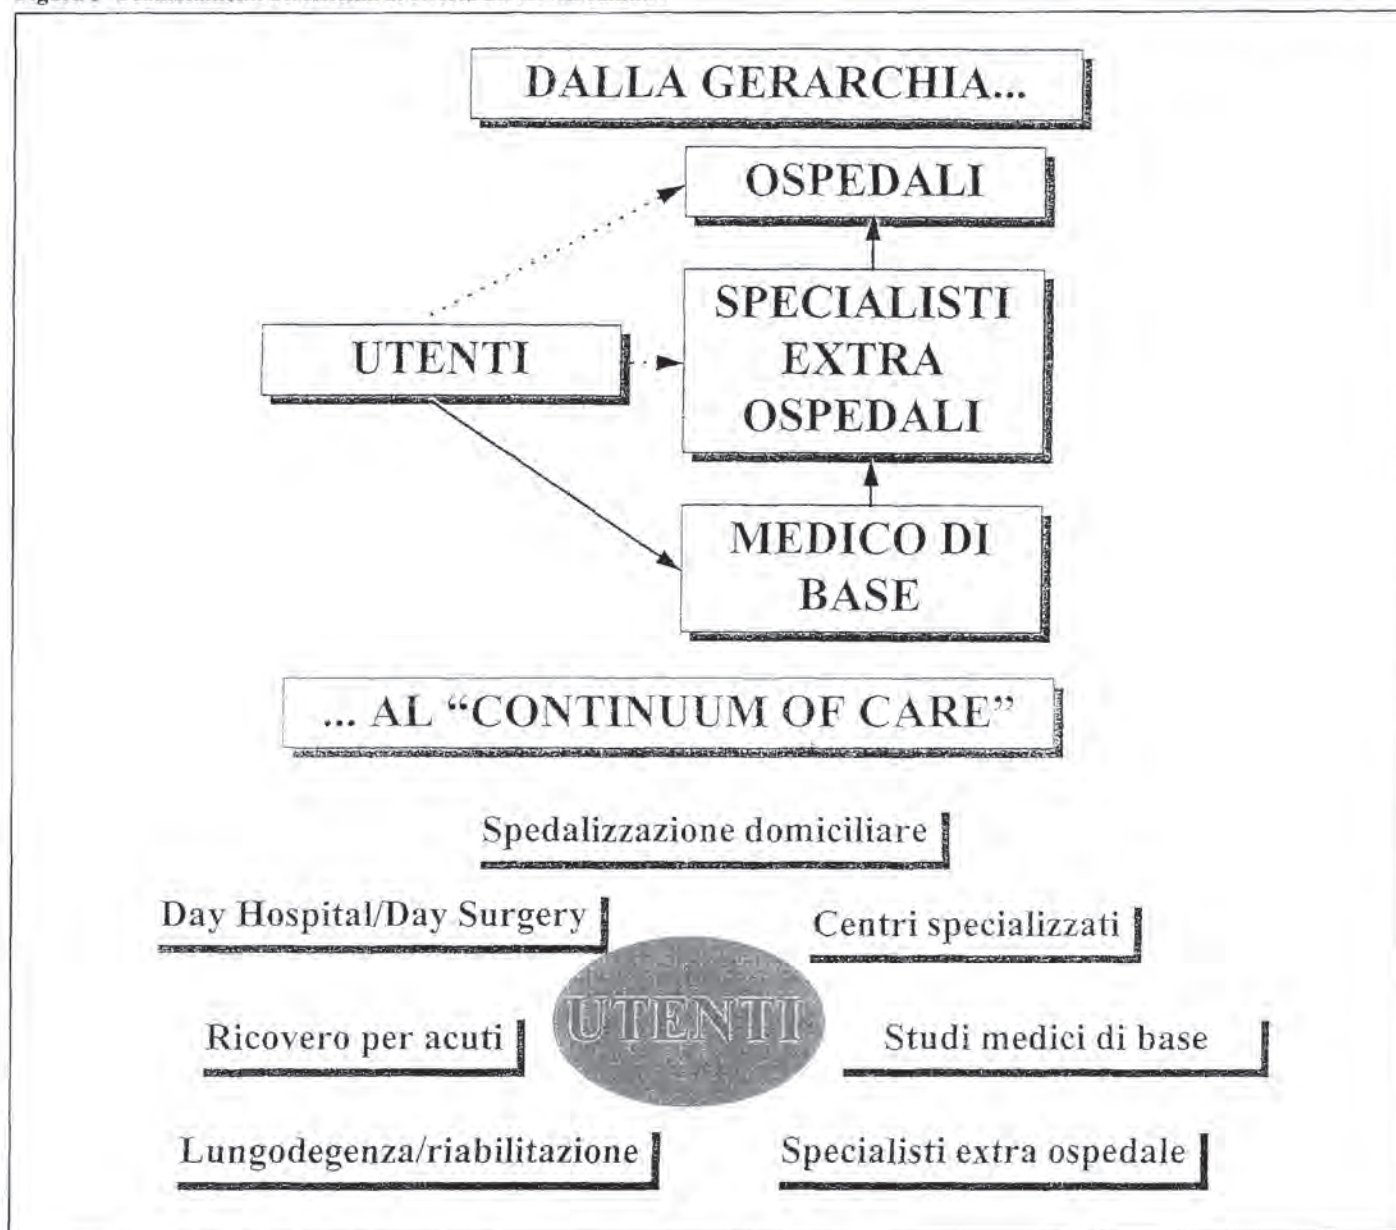 DALLA GERARCHIA...
OSPEDALI
SPECIALISTI
EXTRA
OSPEDALI
UTENTI
MEDICO DI
BASE
... AL “CONTINUUM OF CARE”
Spedalizzazione domiciliare
Day Hospital/Day Surgery
Centri specializzati
UTENTI
Ricovero per acuti
Studi medici di base
Lungodegenza/riabilitazione
Specialisti extra ospedale